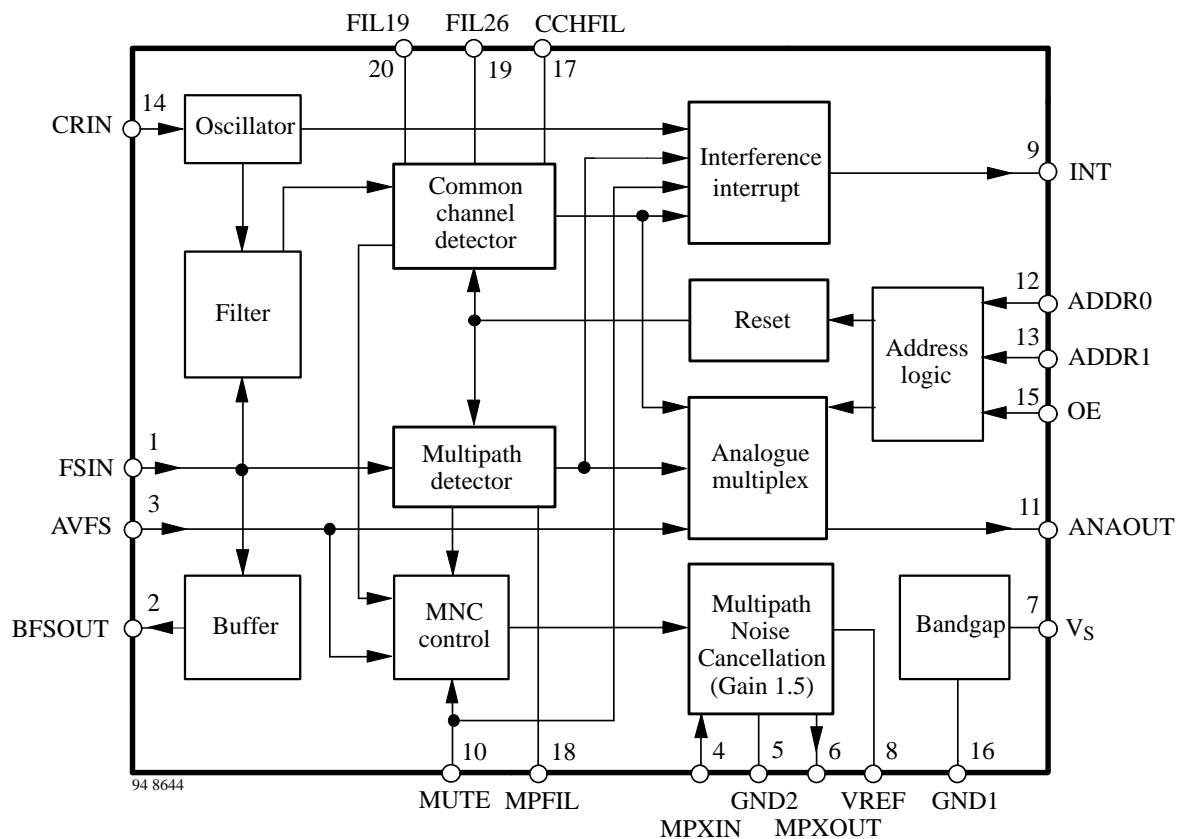 FIL19 FIL26 CCHFIL
20 19 17
CRIN 14
Oscillator
Interference
interrupt
9 INT
Common
channel
detector
Filter
Reset
Address
logic
12 ADDR0
13 ADDR1
15 OE
FSIN 1
Multipath
detector
Analogue
multiplex
AVFS 3
11 ANAOUT
BFSOUT 2
Buffer
MNC
control
Multipath
Noise
Cancellation
(Gain 1.5)
Bandgap
7 VS
10 18 4 5 6 8 16
94 8644
MUTE MPFIL GND2 VREF GND1
MPXIN MPXOUT